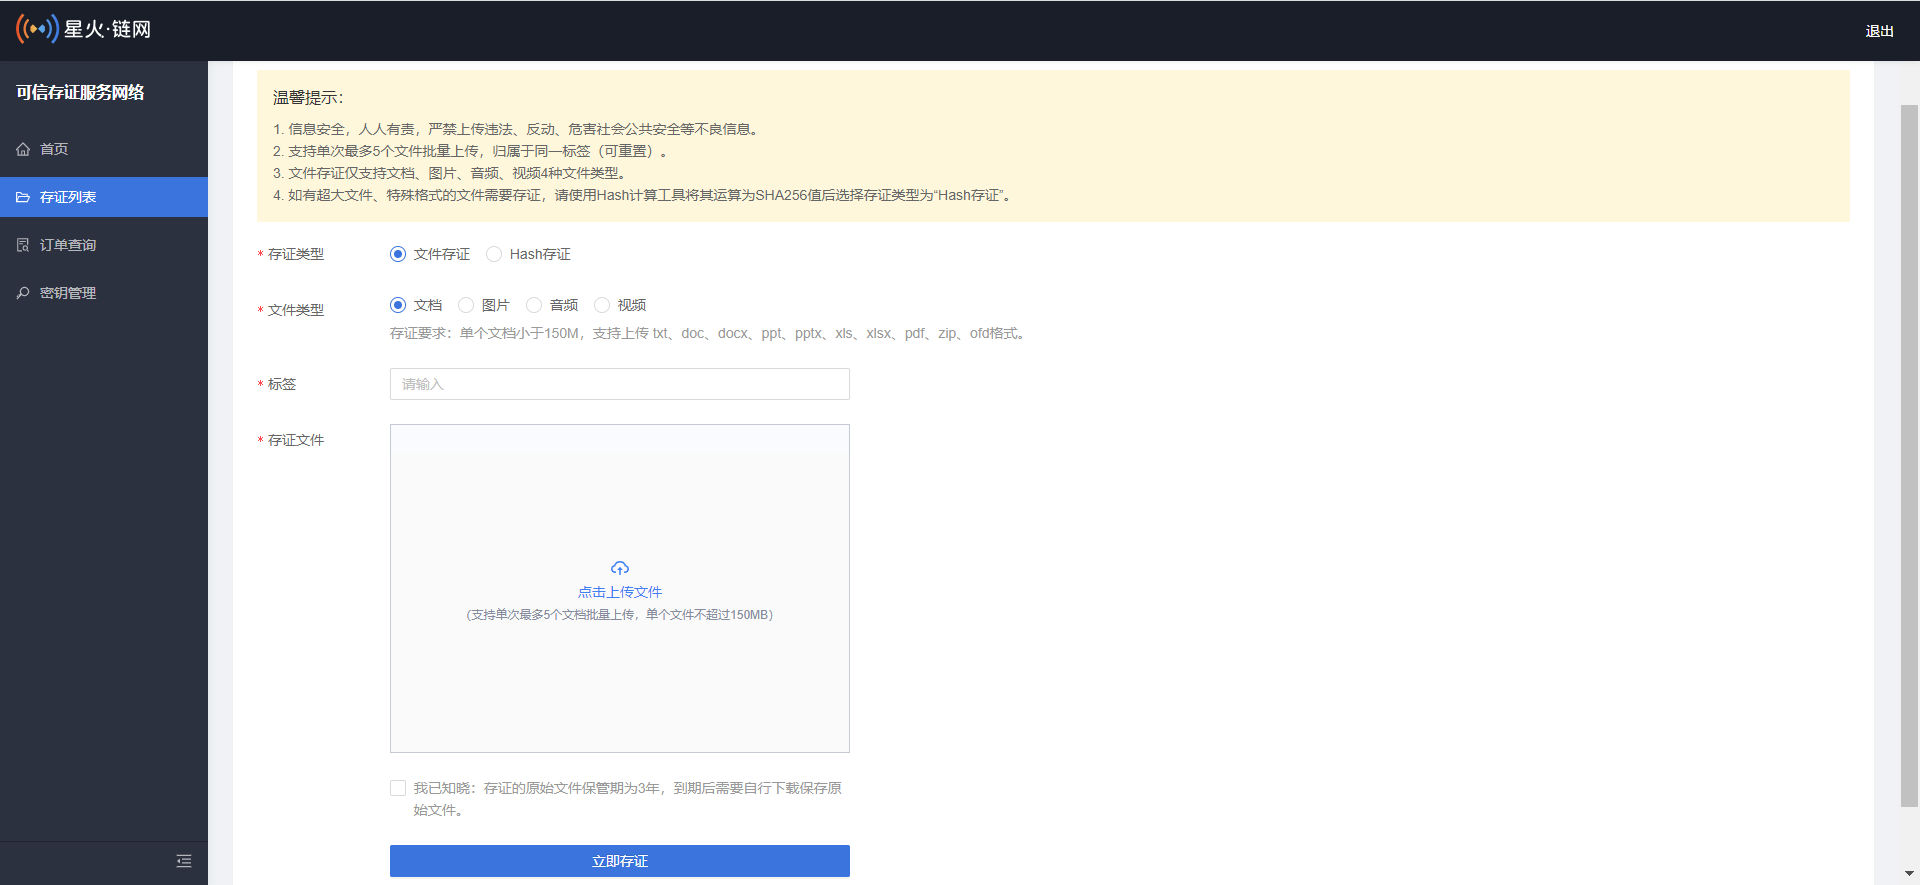 星火·链网
退出
可信存证服务网络
首页
存证列表
订单查询
密钥管理
温馨提示：
1. 信息安全，人人有责，严禁上传违法、反动、危害社会公共安全等不良信息。
2. 支持单次最多5个文件批量上传，归属于同一标签（可重置）。
3. 文件存证仅支持文档、图片、音频、视频4种文件类型。
4. 如有超大文件、特殊格式的文件需要存证，请使用Hash计算工具将其运算为SHA256值后选择存证类型为“Hash存证”。
* 存证类型 文件存证 Hash存证
* 文件类型 文档 图片 音频 视频
存证要求：单个文档小于150M，支持上传 txt、doc、docx、ppt、pptx、xls、xlsx、pdf、zip、ofd格式。
* 标签 请输入
* 存证文件
点击上传文件
(支持单次最多5个文档批量上传，单个文件不超过150MB)
我已知晓：存证的原始文件保管期为3年，到期后需要自行下载保存原
始文件。
立即存证